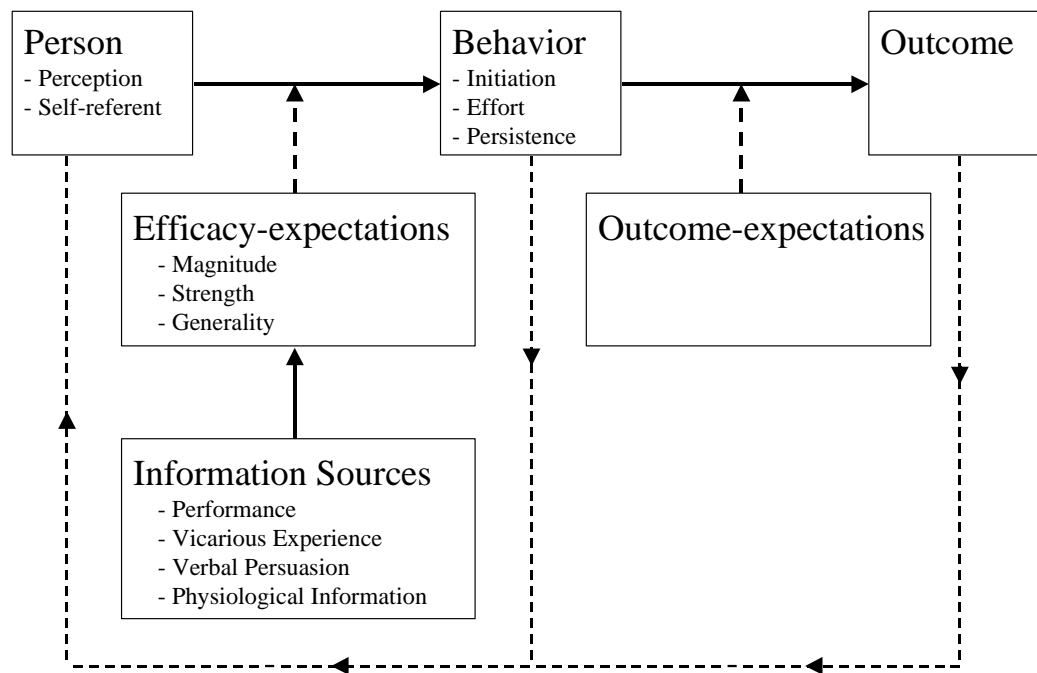 Person
- Perception
- Self-referent
Behavior
- Initiation
- Effort
- Persistence
Outcome
Efficacy-expectations
- Magnitude
- Strength
- Generality
Outcome-expectations
Information Sources
- Performance
- Vicarious Experience
- Verbal Persuasion
- Physiological Information